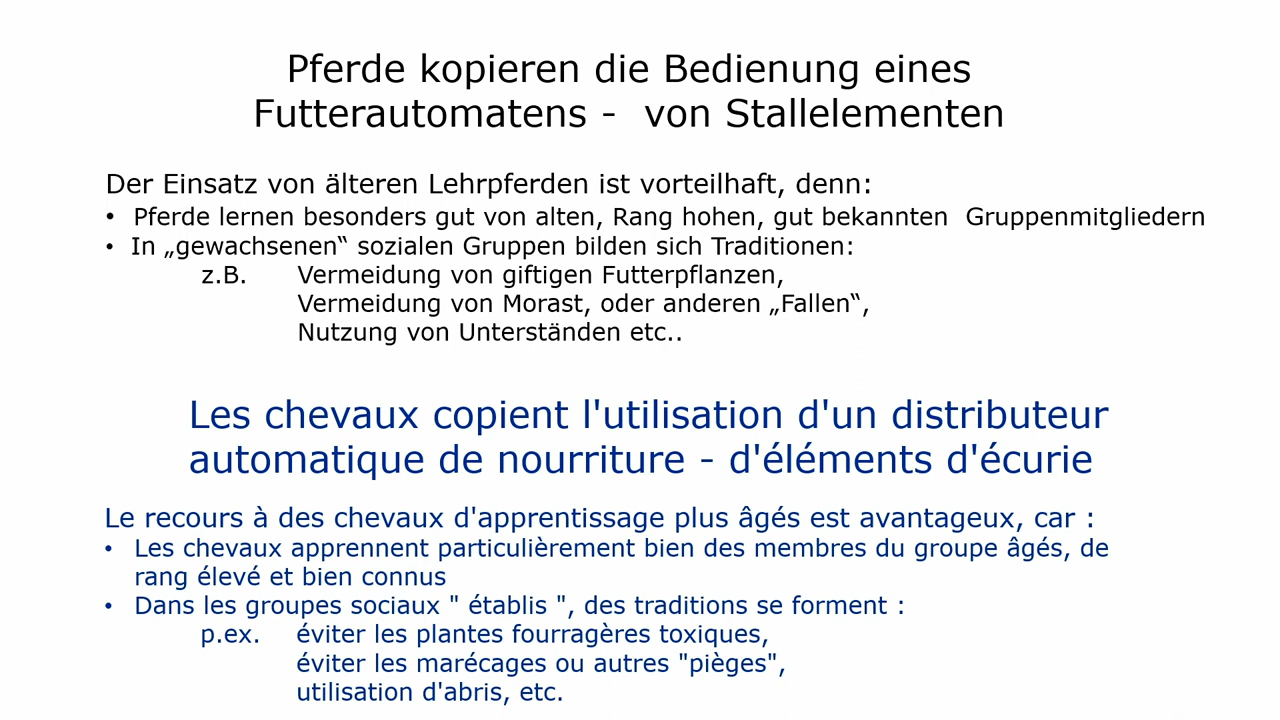 Pferde kopieren die Bedienung eines
Futterautomatens -  von Stallelementen
Der Einsatz von älteren Lehrpferden ist vorteilhaft, denn:
• Pferde lernen besonders gut von alten, Rang hohen, gut bekannten  Gruppenmitgliedern
• In „gewachsenen“ sozialen Gruppen bilden sich Traditionen:
z.B. Vermeidung von giftigen Futterpflanzen,
Vermeidung von Morast, oder anderen „Fallen“,
Nutzung von Unterständen etc..
Les chevaux copient l'utilisation d'un distributeur
automatique de nourriture - d'éléments d'écurie
Le recours à des chevaux d'apprentissage plus âgés est avantageux, car :
• Les chevaux apprennent particulièrement bien des membres du groupe âgés, de
rang élevé et bien connus
• Dans les groupes sociaux " établis ", des traditions se forment :
p.ex. éviter les plantes fourragères toxiques,
éviter les marécages ou autres "pièges",
utilisation d'abris, etc.